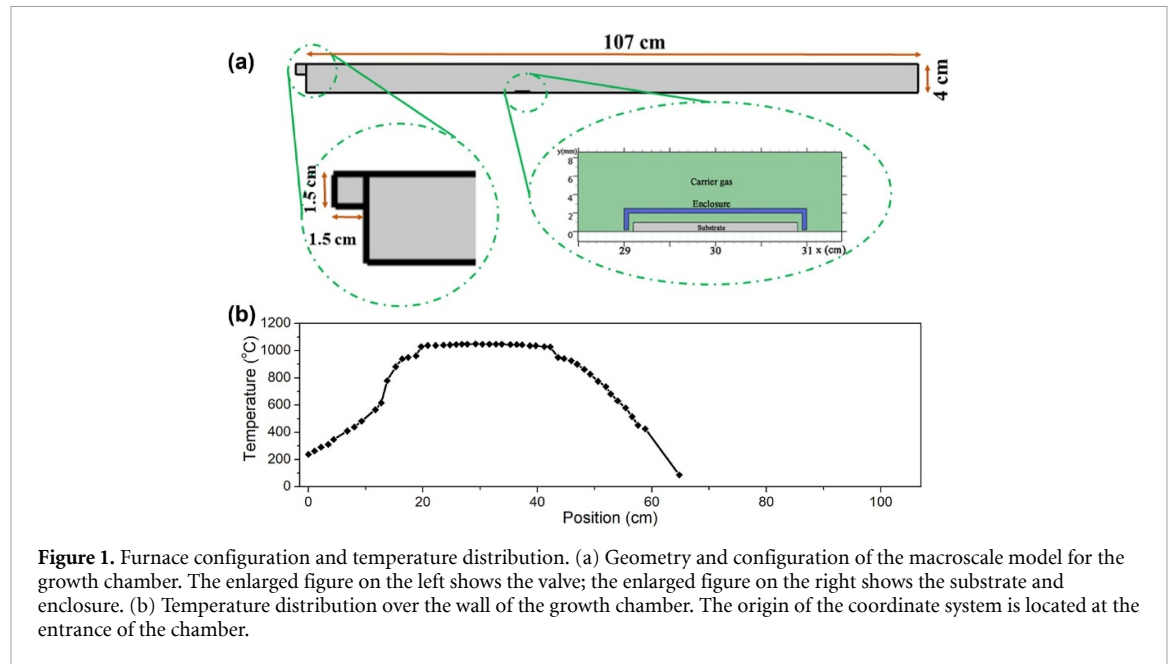 107 cm
(a)
4 cm
1.5 cm
1.5 cm
y(mm)
8
6
4
2
0
Carrier gas
Enclosure
Substrate
29
30
31 x (cm)
(b)
1200
1000
800
600
400
200
0
Temperature (°C)
0
20
40
60
80
100
Position (cm)
Figure 1. Furnace configuration and temperature distribution. (a) Geometry and configuration of the macroscale model for the
growth chamber. The enlarged figure on the left shows the valve; the enlarged figure on the right shows the substrate and
enclosure. (b) Temperature distribution over the wall of the growth chamber. The origin of the coordinate system is located at the
entrance of the chamber.